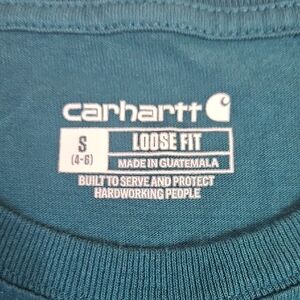 carhartt
S
(4-6)
LOOSE FIT
MADE IN GUATEMALA
BUILT TO SERVE AND PROTECT
HARDWORKING PEOPLE